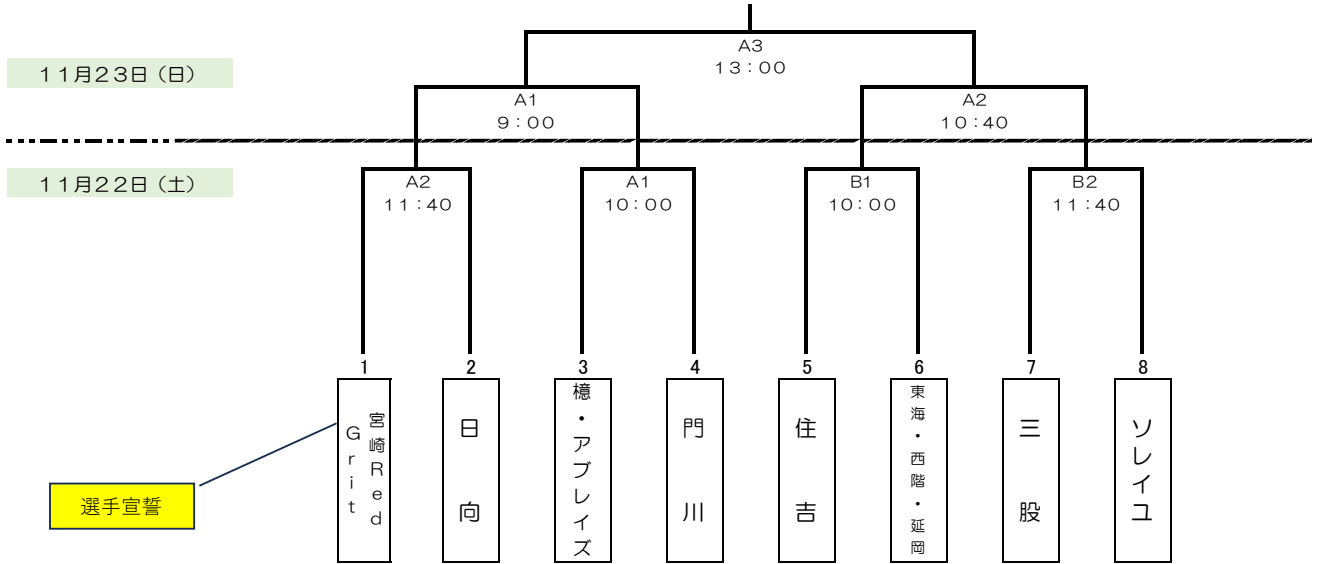 A3
13:00
11月23日(日)
A1
9:00
A2
10:40
11月22日(土)
A2
11:40
A1
10:00
B1
10:00
B2
11:40
1
2
3
4
5
6
7
8
宮崎Red
Grit
日向
檍・アブレイズ
門川
住吉
東海・西階・延岡
三股
ソレイユ
選手宣誓